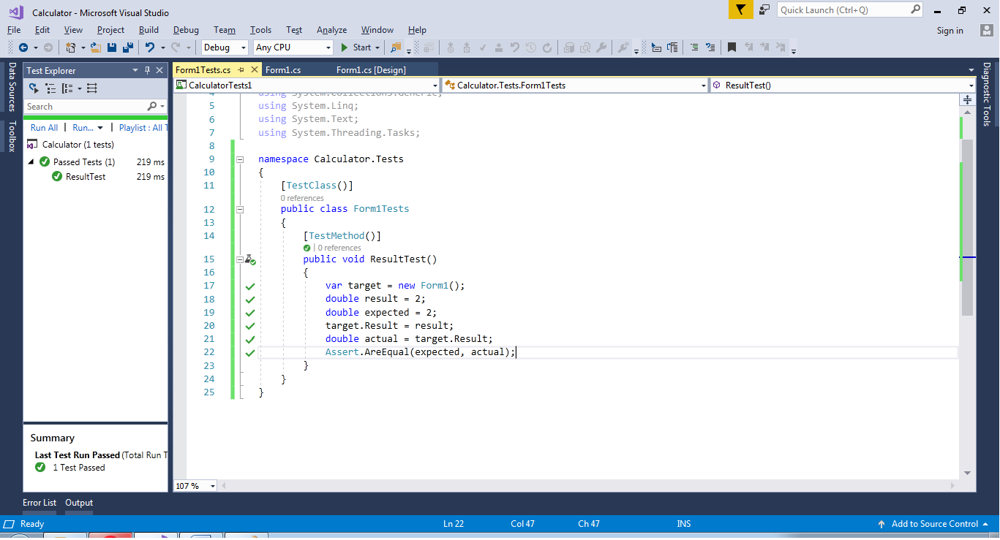 Calculator - Microsoft Visual Studio
Quick Launch (Ctrl+Q)
File Edit View Project Build Debug Team Tools Test Analyze Window Help
Sign in
Debug Any CPU Start
Data Sources
Toolbox
Test Explorer
Search
Run All | Run... | Playlist : All T
Calculator (1 tests)
Passed Tests (1) 219 ms
ResultTest 219 ms
Summary
Last Test Run Passed (Total Run T
1 Test Passed
Form1Tests.cs Form1.cs Form1.cs [Design]
CalculatorTests1 Calculator.Tests.Form1Tests ResultTest()
4 using System.Collections.Generic;
5 using System.Linq;
6 using System.Text;
7 using System.Threading.Tasks;
8
9 namespace Calculator.Tests
10 {
11 [TestClass()]
0 references
12 public class Form1Tests
13 {
14 [TestMethod()]
| 0 references
15 public void ResultTest()
16 {
17 var target = new Form1();
18 double result = 2;
19 double expected = 2;
20 target.Result = result;
21 double actual = target.Result;
22 Assert.AreEqual(expected, actual);
23 }
24 }
25 }
107 %
Diagnostic Tools
Error List Output
Ready Ln 22 Col 47 Ch 47 INS Add to Source Control